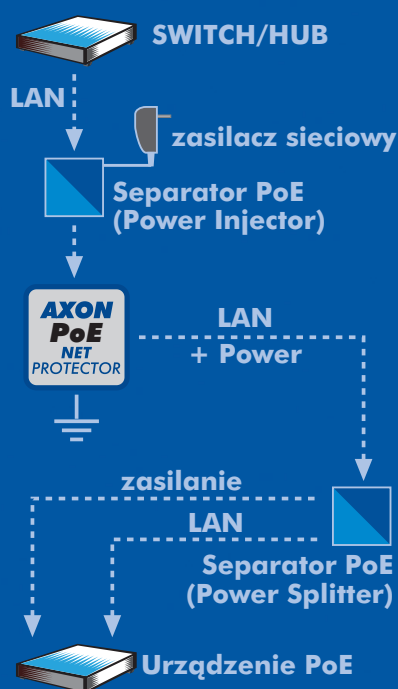 SWITCH/HUB
LAN
zasilacz sieciowy
Separator PoE
(Power Injector)
AXON
PoE
NET
PROTECTOR
LAN
+ Power
zasilanie
LAN
Separator PoE
(Power Splitter)
Urządzenie PoE